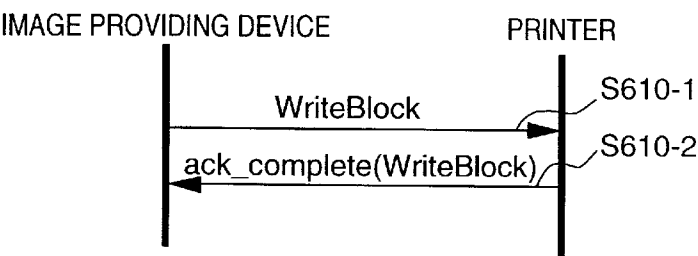 IMAGE PROVIDING DEVICE
PRINTER
S610-1
WriteBlock
S610-2
ack_complete(WriteBlock)